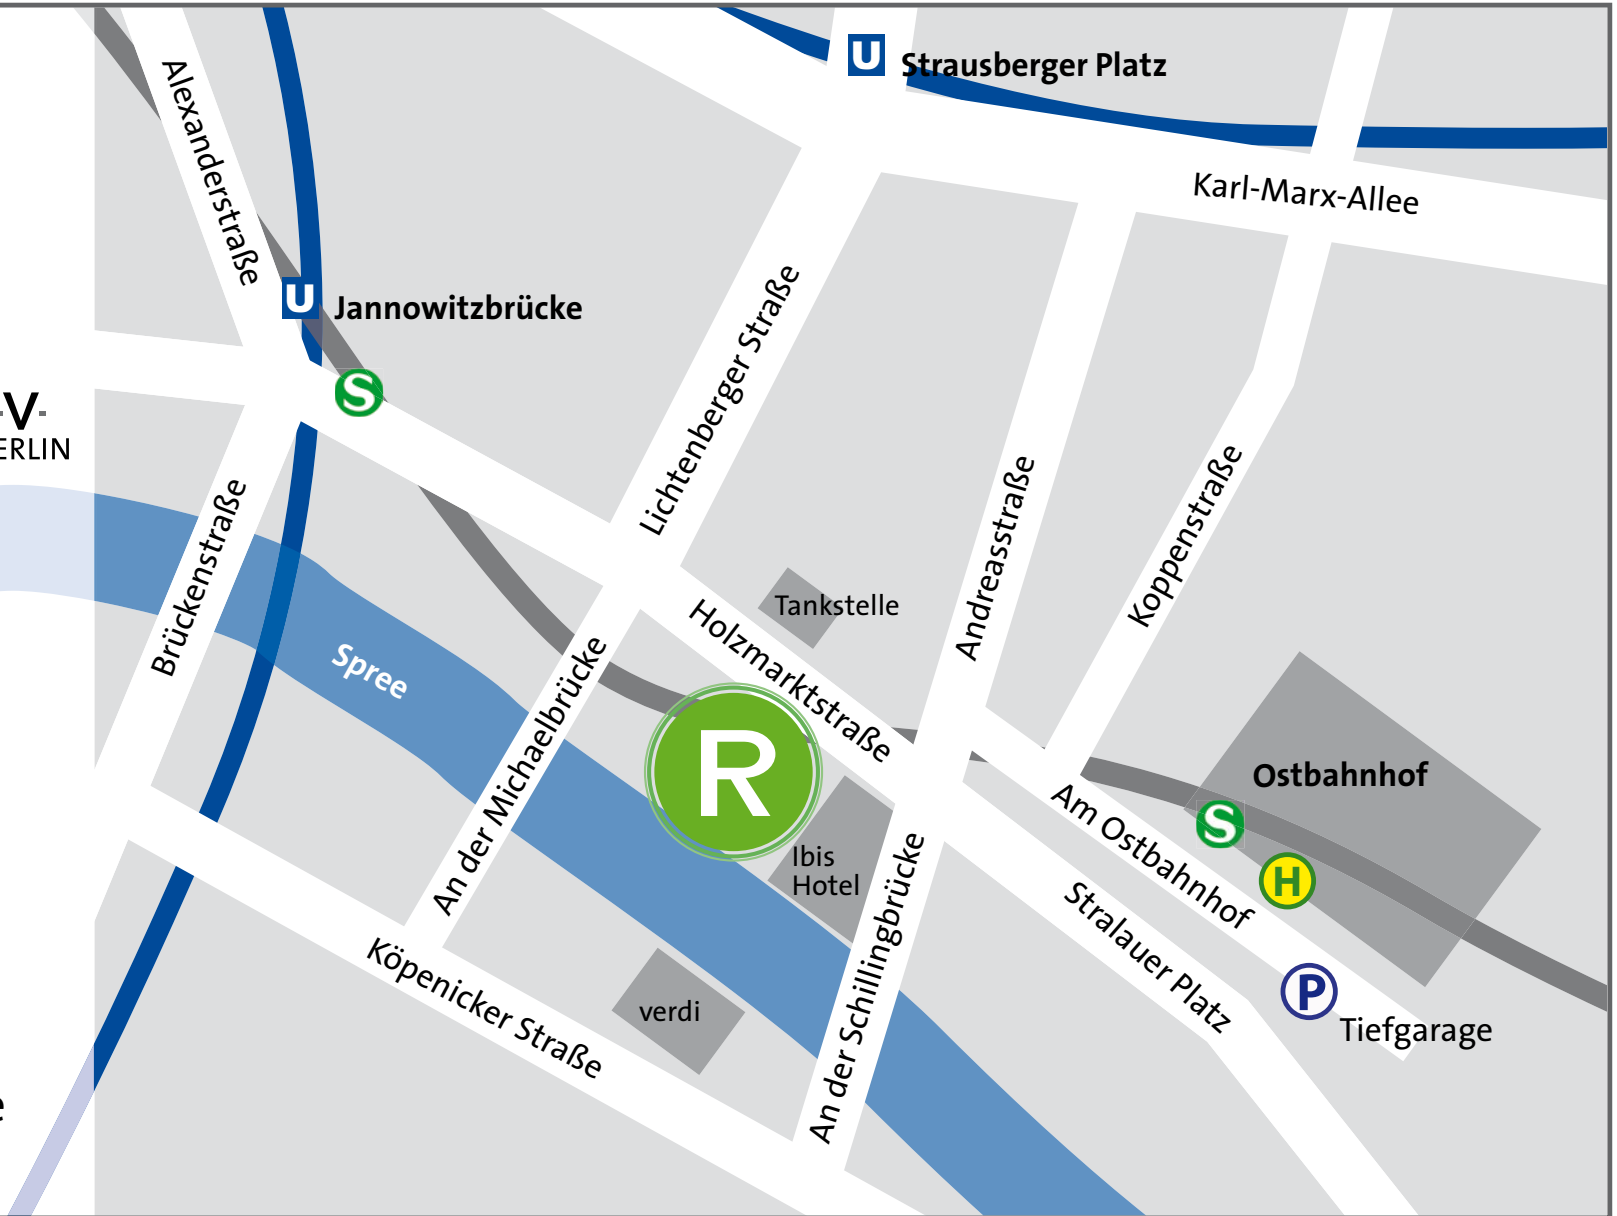 U Strausberger Platz
Alexanderstraße
Karl-Marx-Allee
U Jannowitzbrücke
S
Lichtenberger Straße
-V-
ERLIN
Brückenstraße
Andreasstraße
Koppenstraße
Tankstelle
Holzmarktstraße
Spree
An der Michaelbrücke
R
Ostbahnhof
S
Am Ostbahnhof
H
Ibis
Hotel
An der Schillingbrücke
Stralauer Platz
Köpenicker Straße
verdi
P
Tiefgarage
e